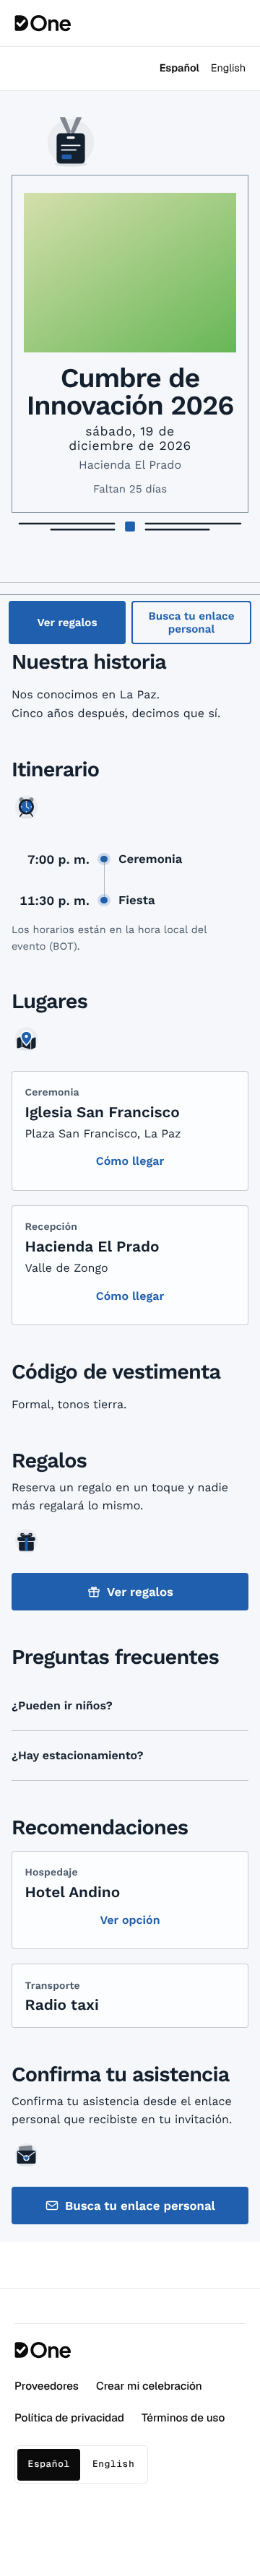 One
Español English
Cumbre de
Innovación 2026
sábado, 19 de
diciembre de 2026
Hacienda El Prado
Faltan 25 días
Ver regalos
Busca tu enlace
personal
Nuestra historia
Nos conocimos en La Paz.
Cinco años después, decimos que sí.
Itinerario
7:00 p. m. Ceremonia
11:30 p. m. Fiesta
Los horarios están en la hora local del
evento (BOT).
Lugares
Ceremonia
Iglesia San Francisco
Plaza San Francisco, La Paz
Cómo llegar
Recepción
Hacienda El Prado
Valle de Zongo
Cómo llegar
Código de vestimenta
Formal, tonos tierra.
Regalos
Reserva un regalo en un toque y nadie
más regalará lo mismo.
Ver regalos
Preguntas frecuentes
¿Pueden ir niños?
¿Hay estacionamiento?
Recomendaciones
Hospedaje
Hotel Andino
Ver opción
Transporte
Radio taxi
Confirma tu asistencia
Confirma tu asistencia desde el enlace
personal que recibiste en tu invitación.
Busca tu enlace personal
One
Proveedores Crear mi celebración
Política de privacidad Términos de uso
Español English